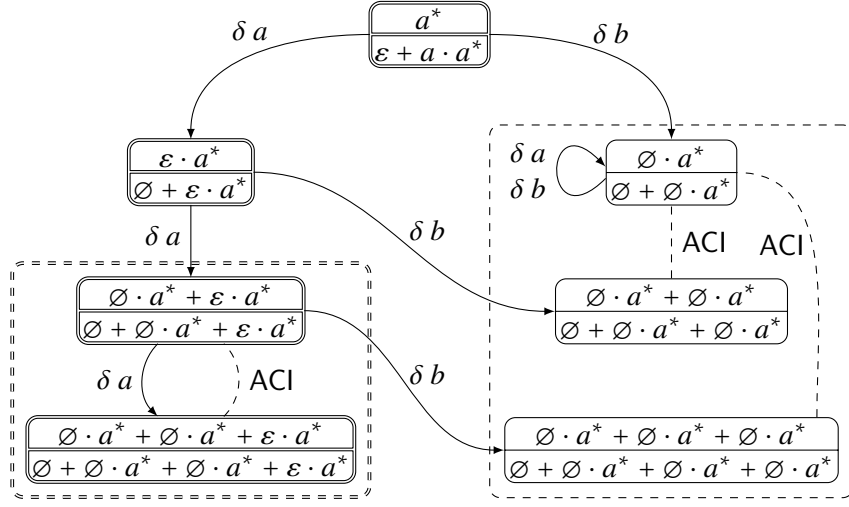 a*
δ a
δ b
ε + a · a*
ε · a*
δ a
∅ · a*
∅ + ε · a*
δ b
∅ + ∅ · a*
δ a
δ b
ACI
ACI
∅ · a* + ε · a*
∅ · a* + ∅ · a*
∅ + ∅ · a* + ε · a*
∅ + ∅ · a* + ∅ · a*
δ a
ACI
δ b
∅ · a* + ∅ · a* + ε · a*
∅ · a* + ∅ · a* + ∅ · a*
∅ + ∅ · a* + ∅ · a* + ε · a*
∅ + ∅ · a* + ∅ · a* + ∅ · a*